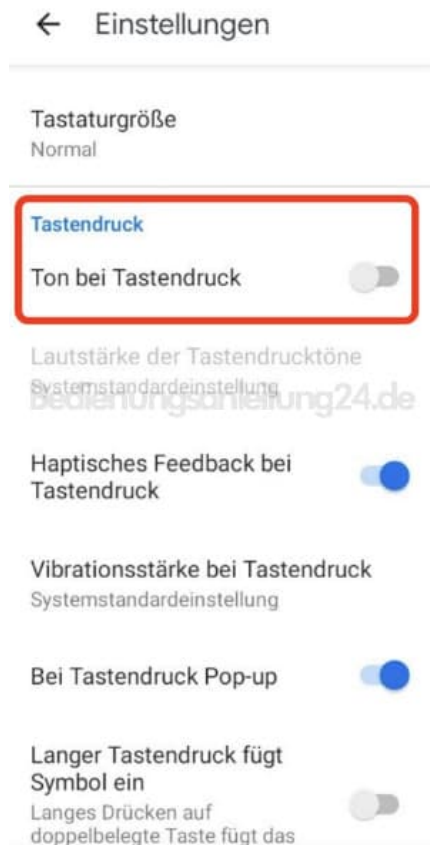 Einstellungen
Tastaturgröße
Normal
Tastendruck
Ton bei Tastendruck
Lautstärke der Tastendrucktöne
Systemstandardeinstellung
Bedienungsanleitung24.de
Haptisches Feedback bei
Tastendruck
Vibrationsstärke bei Tastendruck
Systemstandardeinstellung
Bei Tastendruck Pop-up
Langer Tastendruck fügt
Symbol ein
Langes Drücken auf
doppelbelegte Taste fügt das